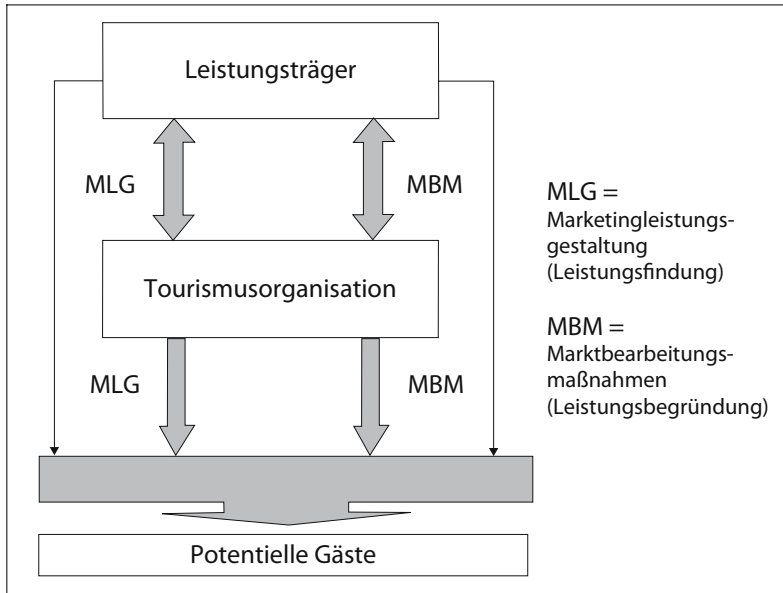 Leistungsträger
MLG
MBM
Tourismusorganisation
MLG
MBM
Potentielle Gäste
MLG =
Marketingleistungs-
gestaltung
(Leistungsfindung)
MBM =
Marktbearbeitungs-
maßnahmen
(Leistungsbegründung)